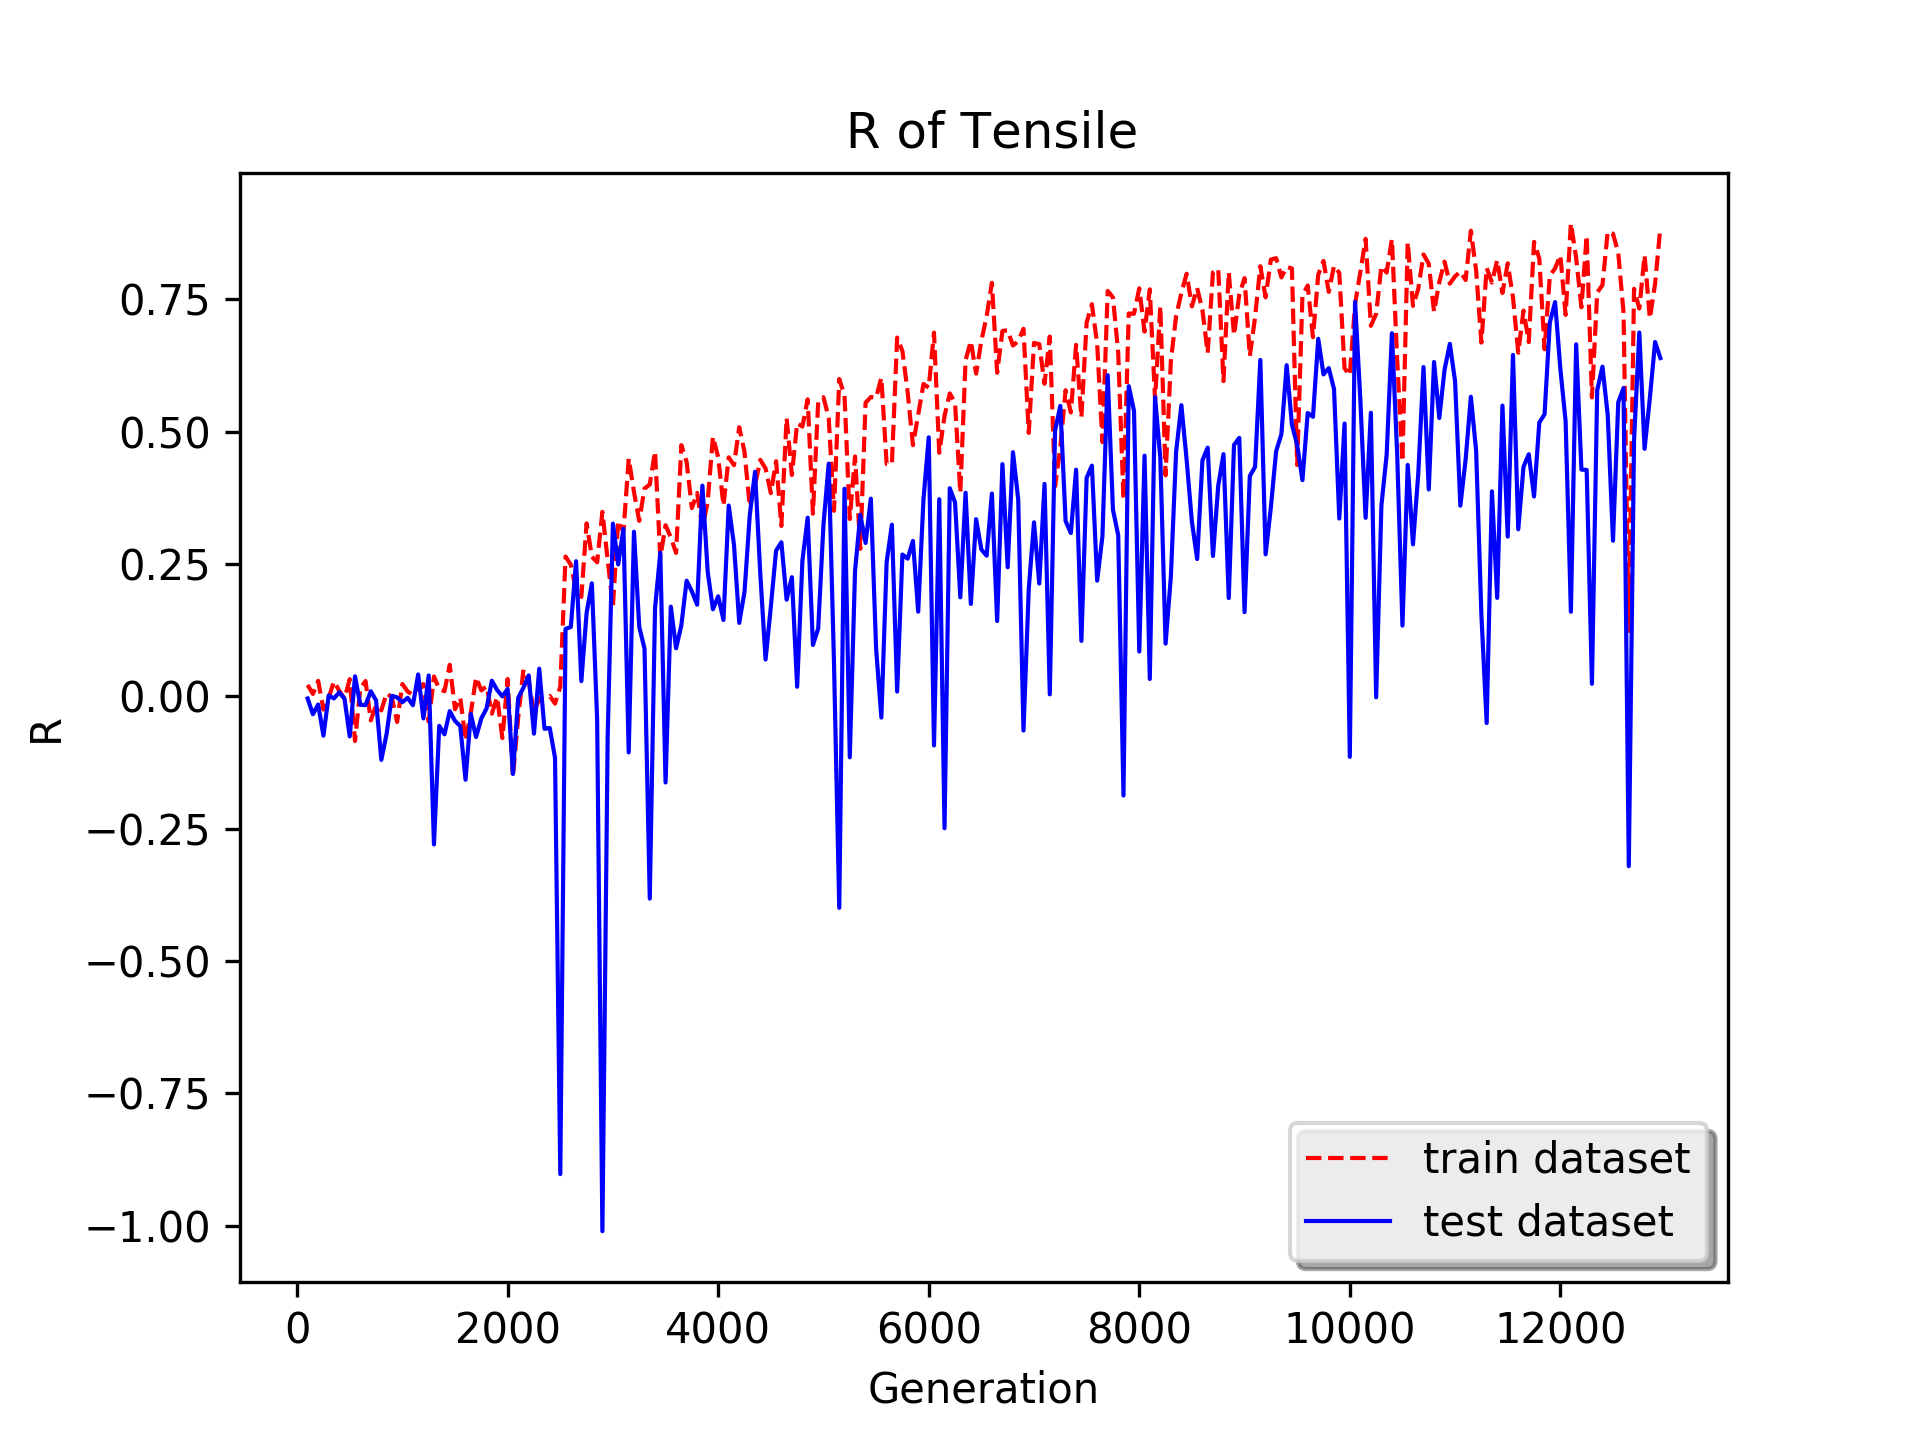 R of Tensile
R
0.75
0.50
0.25
0.00
−0.25
−0.50
−0.75
−1.00
train dataset
test dataset
0 2000 4000 6000 8000 10000 12000
Generation